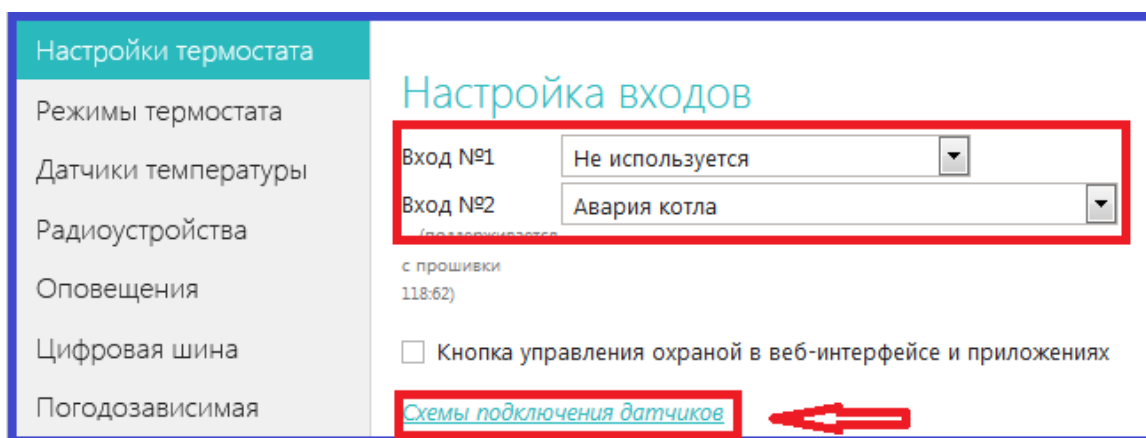 Настройки термостата
Режимы термостата
Датчики температуры
Радиоустройства
Оповещения
Цифровая шина
Погодозависимая
Настройка входов
Вход №1 Не используется
Вход №2 Авария котла
(поддерживается
с прошивки
118:62)
Кнопка управления охраной в веб-интерфейсе и приложениях
Схемы подключения датчиков